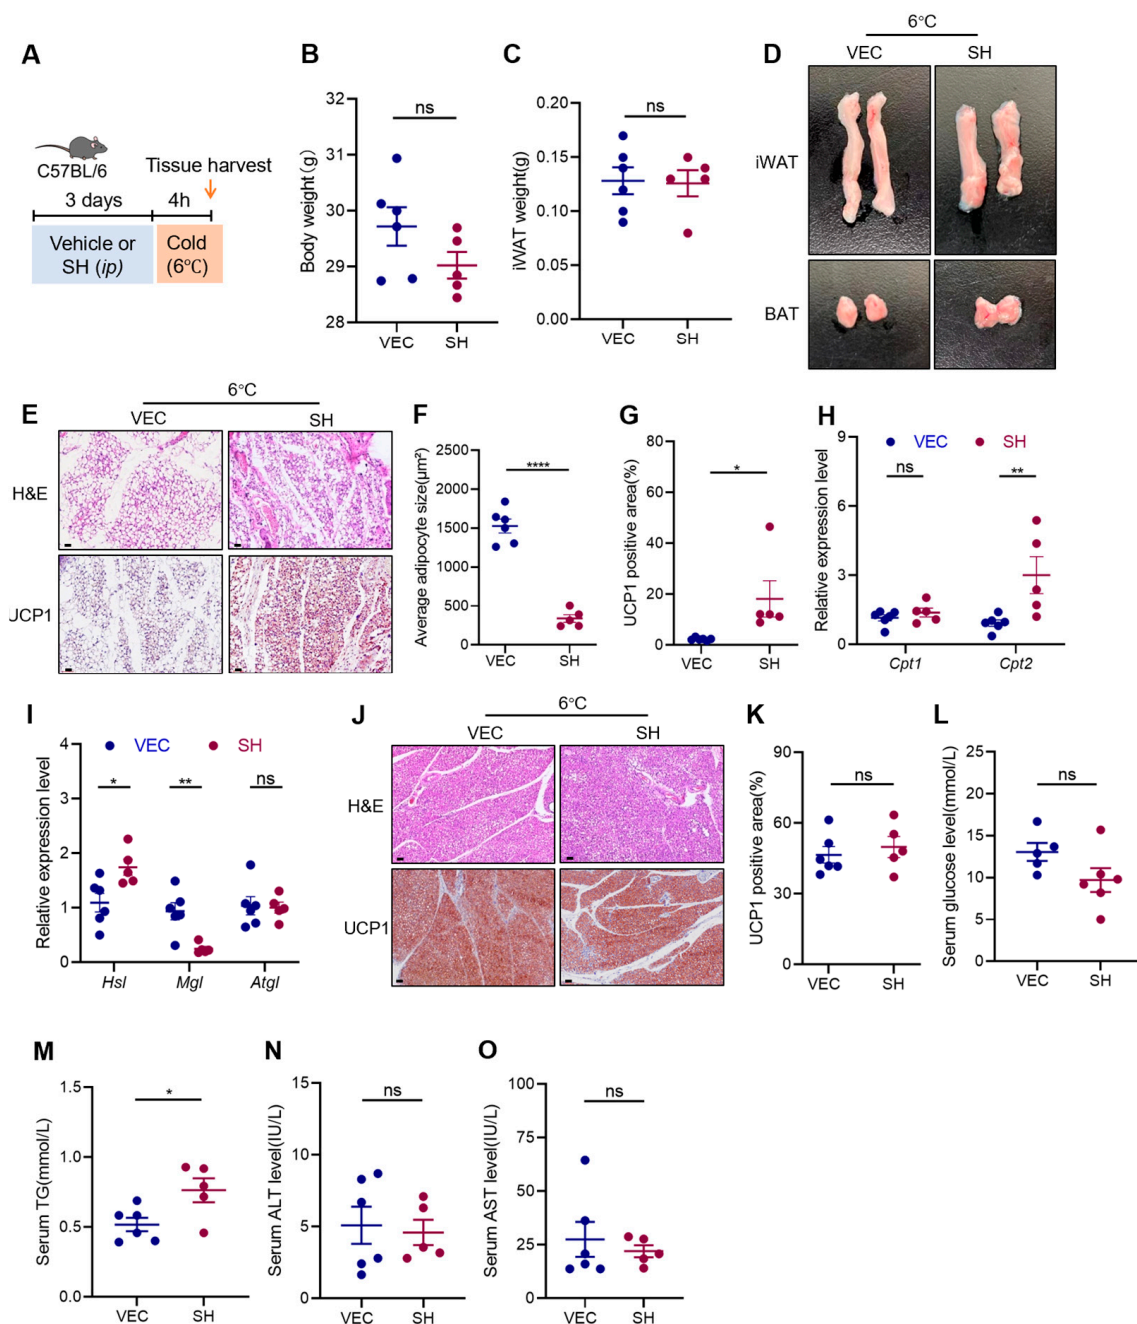 A
C57BL/6
Tissue harvest
3 days
4h
Vehicle or
SH (ip)
Cold
(6°C)
B
Body weight (g)
32
31
30
29
28
ns
VEC
SH
C
iWAT weight(g)
0.20
0.15
0.10
0.05
0.00
ns
VEC
SH
D
6°C
VEC
SH
iWAT
BAT
E
6°C
VEC
SH
H&E
UCP1
F
Average adipocyte size(μm²)
2500
2000
1500
1000
500
0
****
VEC
SH
G
UCP1 positive area(%)
80
60
40
20
0
*
VEC
SH
H
VEC
SH
Relative expression level
9
6
3
0
ns
**
Cpt1
Cpt2
I
VEC
SH
Relative expression level
4
3
2
1
0
*
**
ns
Hsl
Mgl
Atgl
J
6°C
VEC
SH
H&E
UCP1
K
UCP1 positive area(%)
90
60
30
0
ns
VEC
SH
L
Serum glucose level(mmol/L)
25
20
15
10
5
0
ns
VEC
SH
M
Serum TG(mmol/L)
1.5
1.0
0.5
0.0
*
VEC
SH
N
Serum ALT level(IU/L)
15
10
5
0
ns
VEC
SH
O
Serum AST level(IU/L)
100
75
50
25
0
ns
VEC
SH